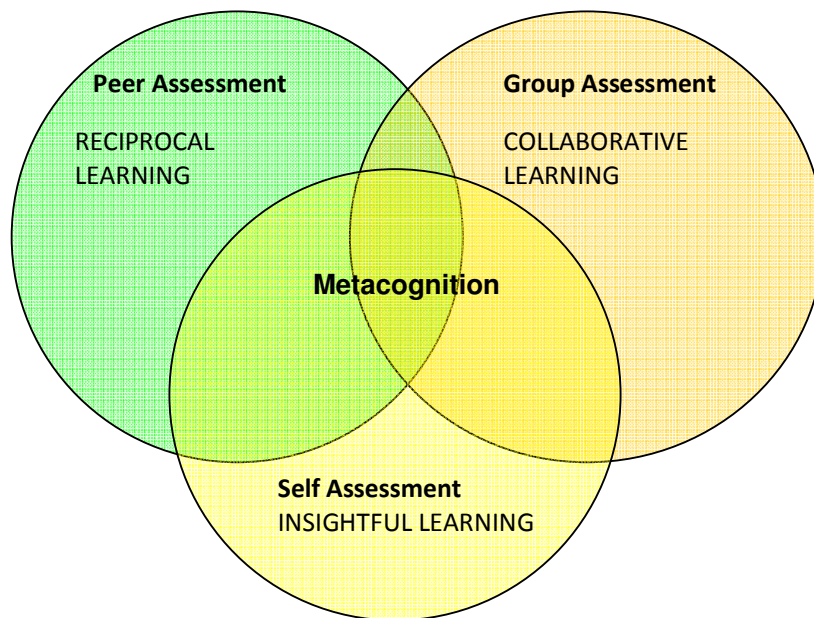 Peer Assessment
RECIPROCAL
LEARNING
Group Assessment
COLLABORATIVE
LEARNING
Metacognition
Self Assessment
INSIGHTFUL LEARNING